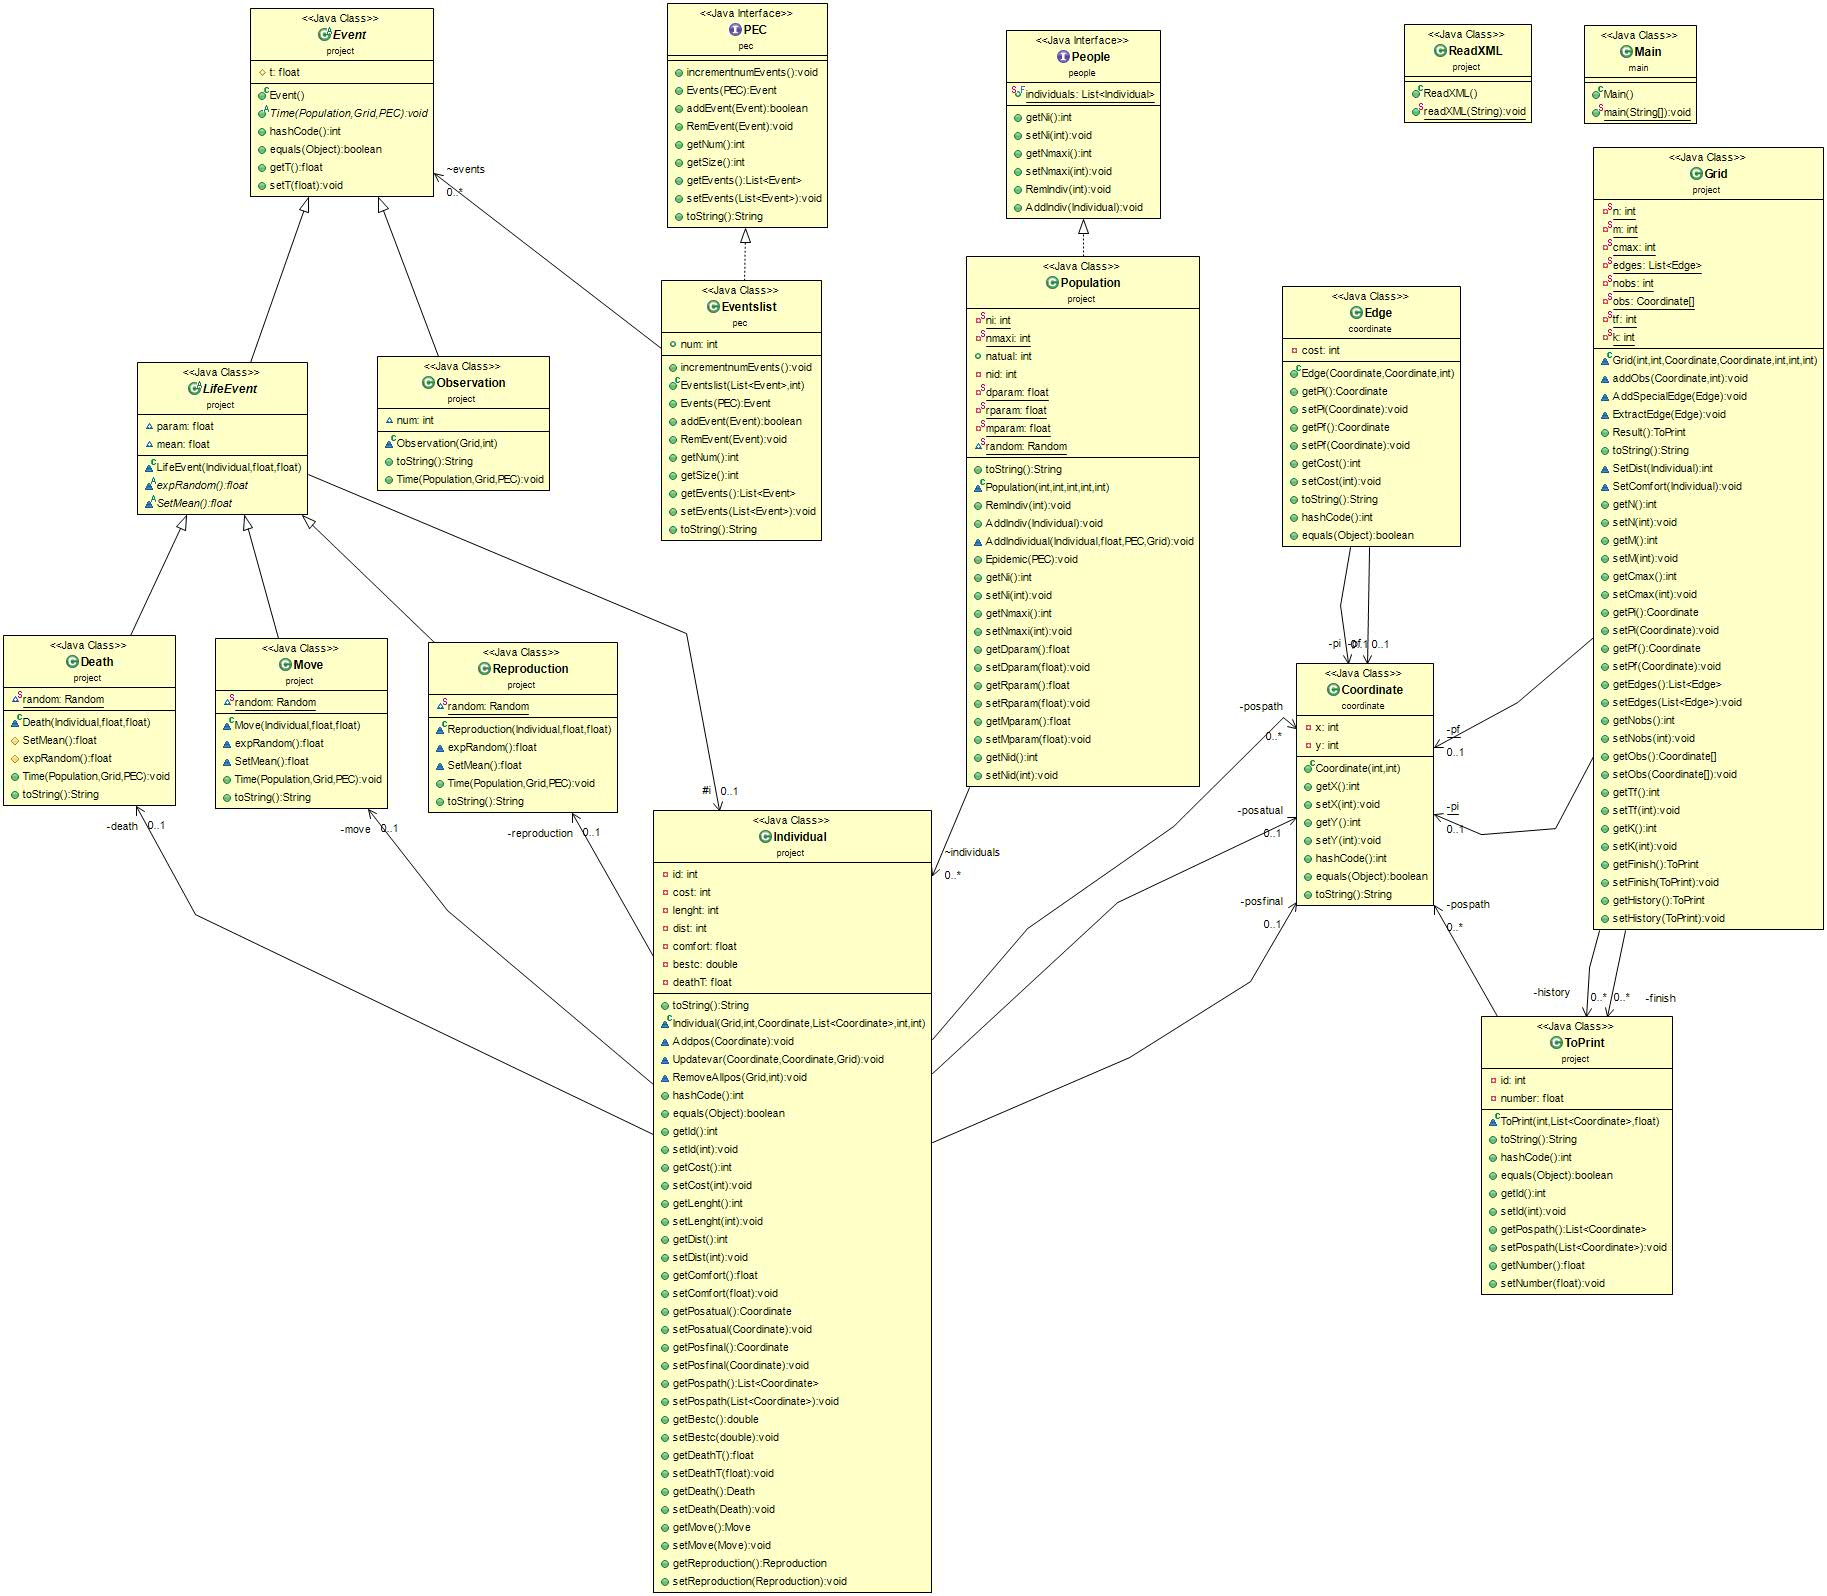 <<Java Class>>
Event
project
t: float
Event()
Time(Population,Grid,PEC):void
hashCode():int
equals(Object):boolean
getT():float
setT(float):void
<<Java Interface>>
PEC
pec
incrementnumEvents():void
Events(PEC):Event
addEvent(Event):boolean
RemEvent(Event):void
getNum():int
getSize():int
getEvents():List<Event>
setEvents(List<Event>):void
toString():String
<<Java Interface>>
People
people
individuals: List<Individual>
getNi():int
setNi(int):void
getNmaxi():int
setNmaxi(int):void
RemIndiv(int):void
AddIndiv(Individual):void
<<Java Class>>
ReadXML
project
ReadXML()
readXML(String):void
<<Java Class>>
Main
main
Main()
main(String[]):void
~events
0..*
<<Java Class>>
Eventslist
pec
num: int
incrementnumEvents():void
Eventslist(List<Event>,int)
Events(PEC):Event
addEvent(Event):boolean
RemEvent(Event):void
getNum():int
getSize():int
getEvents():List<Event>
setEvents(List<Event>):void
toString():String
<<Java Class>>
Population
project
ni: int
nmaxi: int
natual: int
nid: int
dparam: float
rparam: float
mparam: float
random: Random
toString():String
Population(int,int,int,int,int)
RemIndiv(int):void
AddIndiv(Individual):void
AddIndividual(Individual,float,PEC,Grid):void
Epidemic(PEC):void
getNi():int
setNi(int):void
getNmaxi():int
setNmaxi(int):void
getDparam():float
setDparam(float):void
getRparam():float
setRparam(float):void
getMparam():float
setMparam(float):void
getNid():int
setNid(int):void
<<Java Class>>
Edge
coordinate
cost: int
Edge(Coordinate,Coordinate,int)
getPi():Coordinate
setPi(Coordinate):void
getPf():Coordinate
setPf(Coordinate):void
getCost():int
setCost(int):void
toString():String
hashCode():int
equals(Object):boolean
<<Java Class>>
Grid
project
n: int
m: int
cmax: int
edges: List<Edge>
nobs: int
obs: Coordinate[]
tf: int
k: int
Grid(int,int,Coordinate,Coordinate,int,int,int)
addObs(Coordinate,int):void
AddSpecialEdge(Edge):void
ExtractEdge(Edge):void
Result():ToPrint
toString():String
SetDist(Individual):int
SetComfort(Individual):void
getN():int
setN(int):void
getM():int
setM(int):void
getCmax():int
setCmax(int):void
getPi():Coordinate
setPi(Coordinate):void
getPf():Coordinate
setPf(Coordinate):void
getEdges():List<Edge>
setEdges(List<Edge>):void
getNobs():int
setNobs(int):void
getObs():Coordinate[]
setObs(Coordinate[]):void
getTf():int
setTf(int):void
getK():int
setK(int):void
getFinish():ToPrint
setFinish(ToPrint):void
getHistory():ToPrint
setHistory(ToPrint):void
<<Java Class>>
LifeEvent
project
param: float
mean: float
LifeEvent(Individual,float,float)
expRandom():float
SetMean():float
<<Java Class>>
Observation
project
num: int
Observation(Grid,int)
toString():String
Time(Population,Grid,PEC):void
<<Java Class>>
Death
project
random: Random
Death(Individual,float,float)
SetMean():float
expRandom():float
Time(Population,Grid,PEC):void
toString():String
<<Java Class>>
Move
project
random: Random
Move(Individual,float,float)
expRandom():float
SetMean():float
Time(Population,Grid,PEC):void
toString():String
<<Java Class>>
Reproduction
project
random: Random
Reproduction(Individual,float,float)
expRandom():float
SetMean():float
Time(Population,Grid,PEC):void
toString():String
-death 0..1
-move 0..1
-reproduction 0..1
#i 0..1
~individuals
0..*
-pi 0..1
-pf 0..1
<<Java Class>>
Coordinate
coordinate
x: int
y: int
Coordinate(int,int)
getX():int
setX(int):void
getY():int
setY(int):void
hashCode():int
equals(Object):boolean
toString():String
-pospath
0..*
-posatual
0..1
-posfinal
0..1
-pf
0..1
-pi
0..1
-pospath
0..*
-history 0..*
0..* -finish
<<Java Class>>
Individual
project
id: int
cost: int
lenght: int
dist: int
comfort: float
bestc: double
deathT: float
toString():String
Individual(Grid,int,Coordinate,List<Coordinate>,int,int)
Addpos(Coordinate):void
Updatevar(Coordinate,Coordinate,Grid):void
RemoveAllpos(Grid,int):void
hashCode():int
equals(Object):boolean
getId():int
setId(int):void
getCost():int
setCost(int):void
getLenght():int
setLenght(int):void
getDist():int
setDist(int):void
getComfort():float
setComfort(float):void
getPosatual():Coordinate
setPosatual(Coordinate):void
getPosfinal():Coordinate
setPosfinal(Coordinate):void
getPospath():List<Coordinate>
setPospath(List<Coordinate>):void
getBestc():double
setBestc(double):void
getDeathT():float
setDeathT(float):void
getDeath():Death
setDeath(Death):void
getMove():Move
setMove(Move):void
getReproduction():Reproduction
setReproduction(Reproduction):void
<<Java Class>>
ToPrint
project
id: int
number: float
ToPrint(int,List<Coordinate>,float)
toString():String
hashCode():int
equals(Object):boolean
getId():int
setId(int):void
getPospath():List<Coordinate>
setPospath(List<Coordinate>):void
getNumber():float
setNumber(float):void